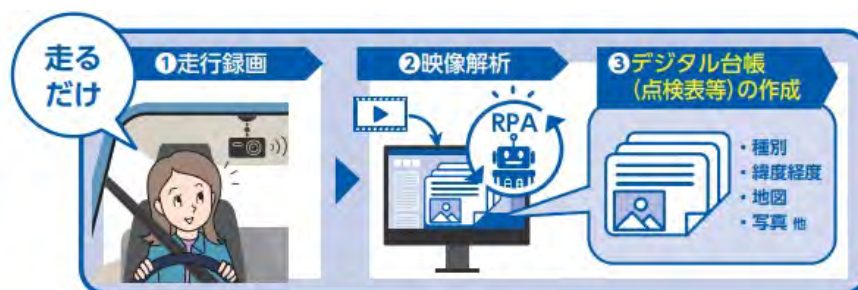 走る
だけ
❶走行録画
❷映像解析
❸デジタル台帳
(点検表等)の作成
RPA
・種別
・緯度経度
・地図
・写真 他